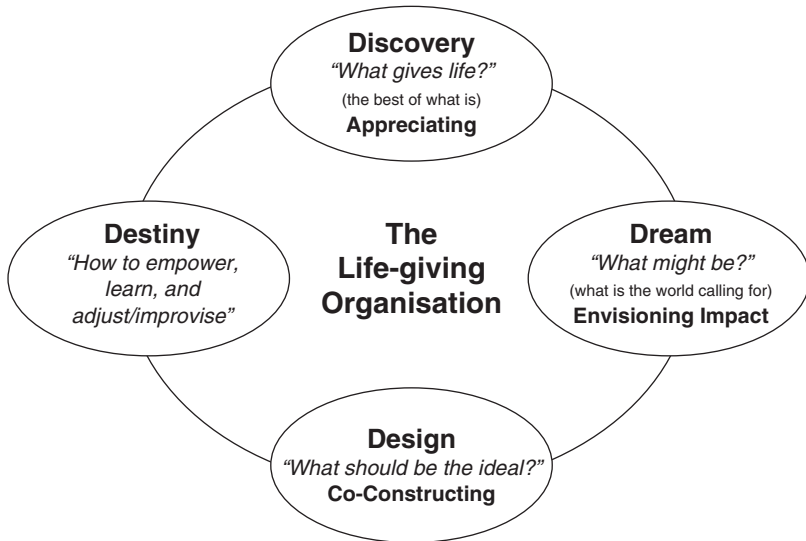 Discovery
“What gives life?”
(the best of what is)
Appreciating
Destiny
“How to empower,
learn, and
adjust/improvise”
The
Life-giving
Organisation
Dream
“What might be?”
(what is the world calling for)
Envisioning Impact
Design
“What should be the ideal?”
Co-Constructing